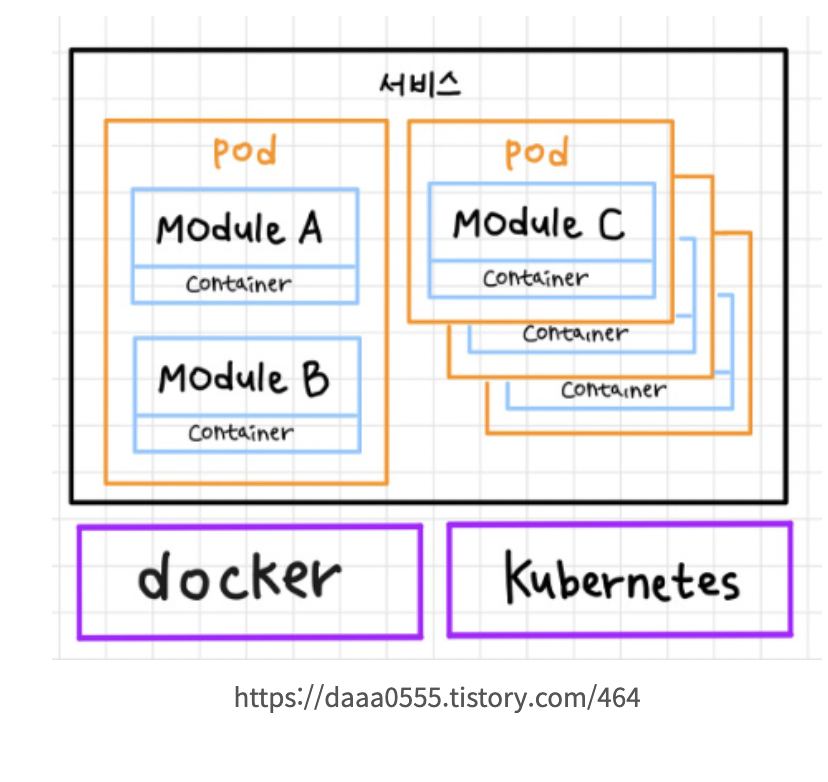 서비스
pod
Module A
Container
Module B
Container
pod
Module C
Container
Container
Container
docker
Kubernetes
https://daaa0555.tistory.com/464